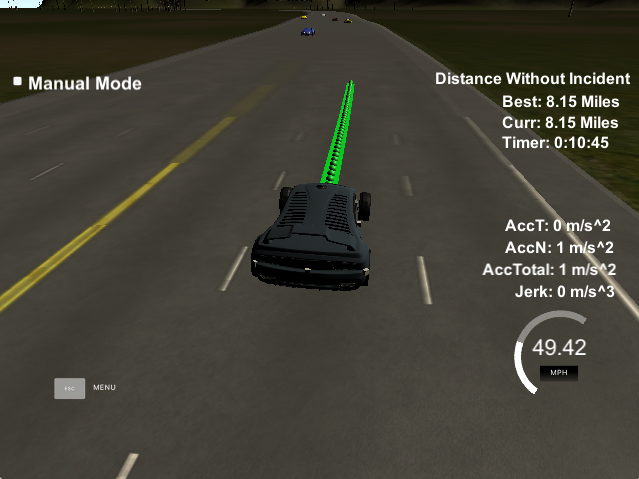 Manual Mode
Distance Without Incident
Best: 8.15 Miles
Curr: 8.15 Miles
Timer: 0:10:45
AccT: 0 m/s^2
AccN: 1 m/s^2
AccTotal: 1 m/s^2
Jerk: 0 m/s^3
49.42
MPH
ESC MENU